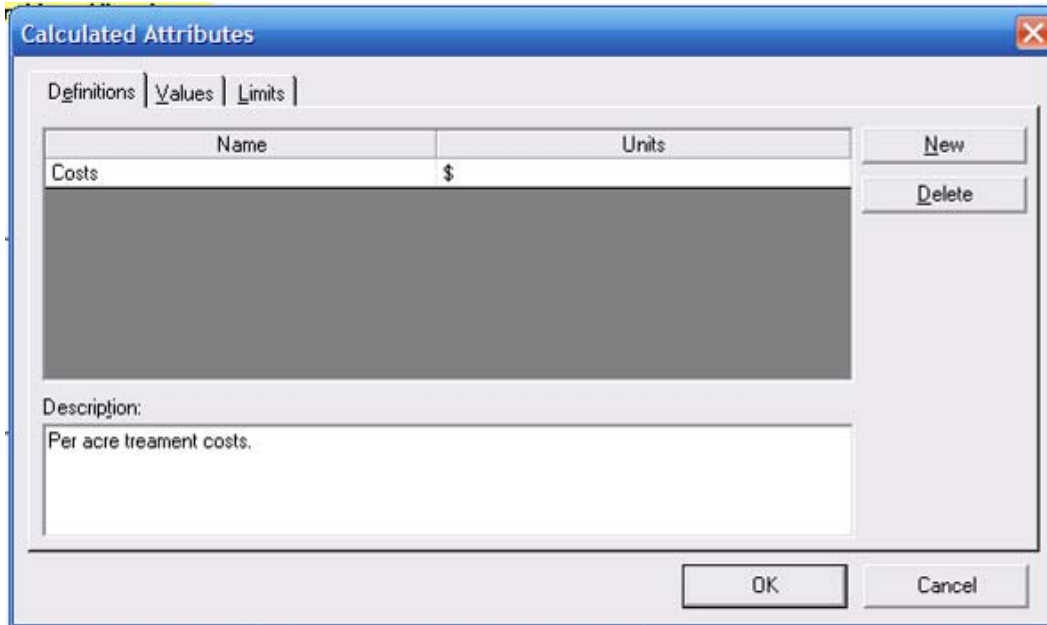 Calculated Attributes
Definitions Values Limits
Name Units New
Costs $
Delete
Description:
Per acre treament costs.
OK Cancel